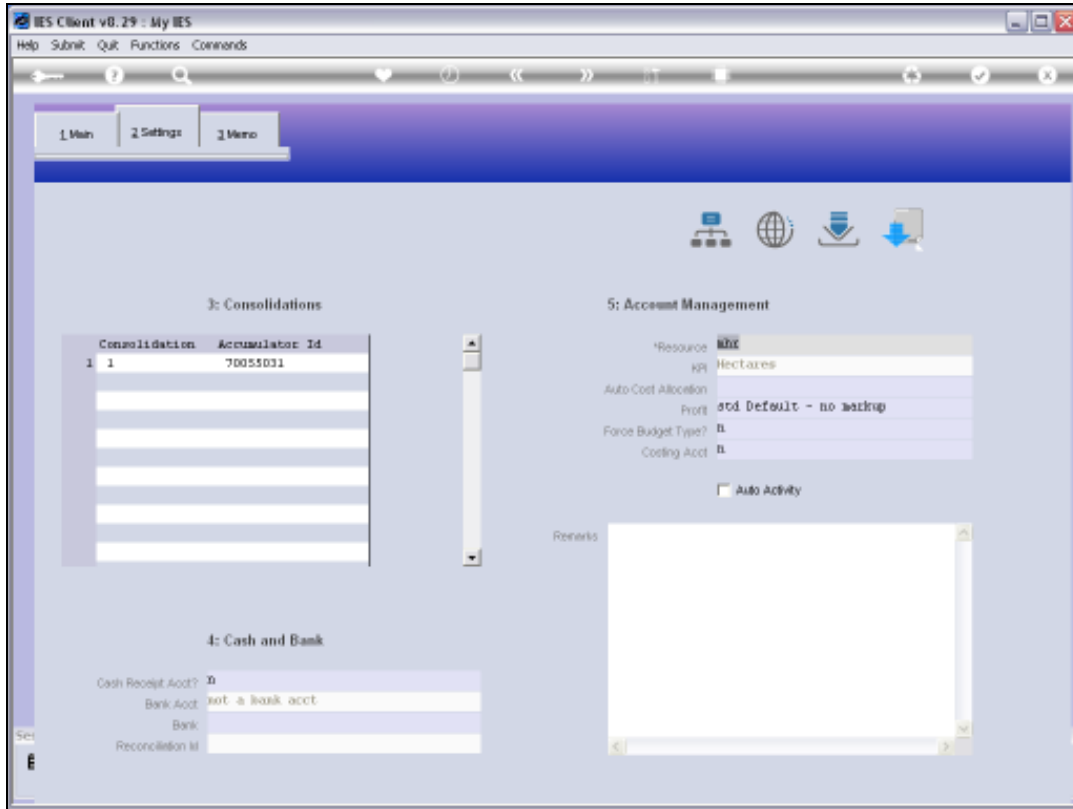 IES Client v8.29 : My IES
Help Submit Quit Functions Commands
1 Main 2 Settings 3 Memo
3: Consolidations
Consolidation Accumulator Id
1 1 70055031
4: Cash and Bank
Cash Receipt Acct? n
Bank Acct not a bank acct
Bank
Reconciliation Id
5: Account Management
*Resource mhr
KPI Hectares
Auto Cost Allocation
Profit std Default - no markup
Force Budget Type? n
Costing Acct n
Auto Activity
Remarks